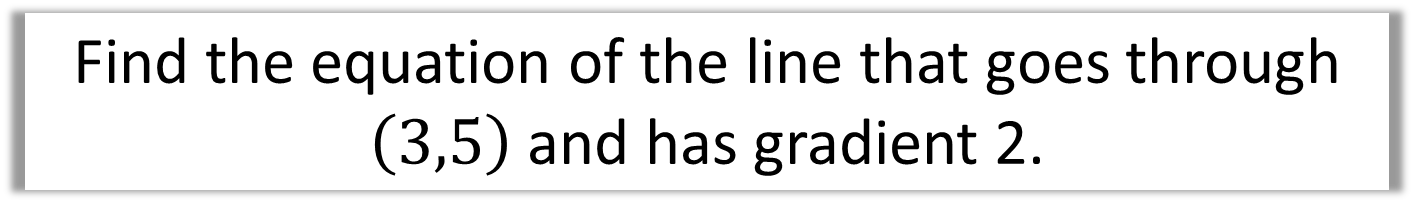 Find the equation of the line that goes through
(3,5) and has gradient 2.